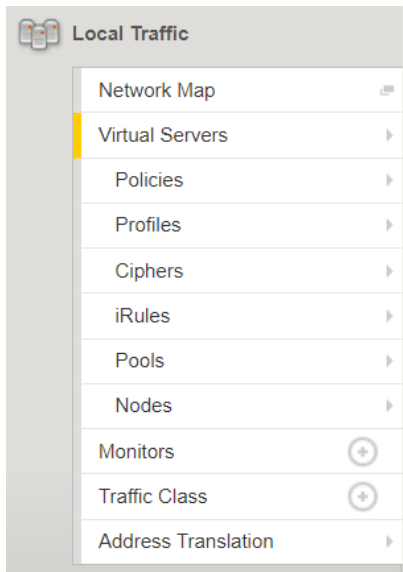 Local Traffic
Network Map
Virtual Servers
Policies
Profiles
Ciphers
iRules
Pools
Nodes
Monitors
Traffic Class
Address Translation